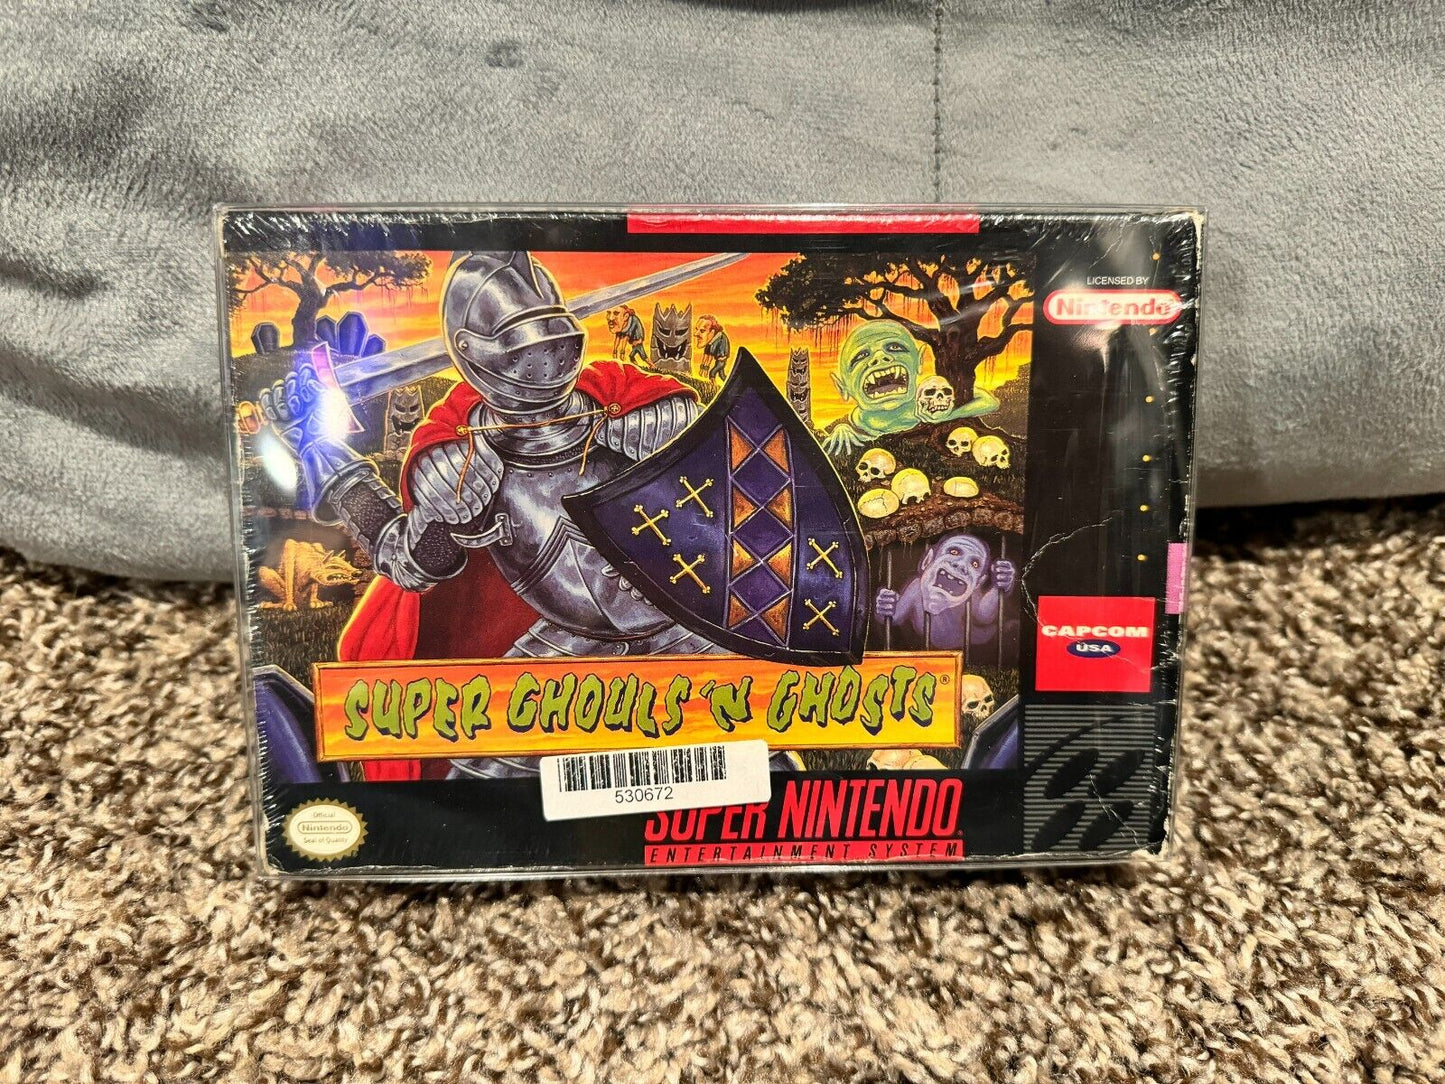 LICENSED BY
Nintendo
CAPCOM
USA
SUPER GHOULS 'N GHOSTS®
530672
Official
Nintendo
Seal of Quality
SUPER NINTENDO
ENTERTAINMENT SYSTEM